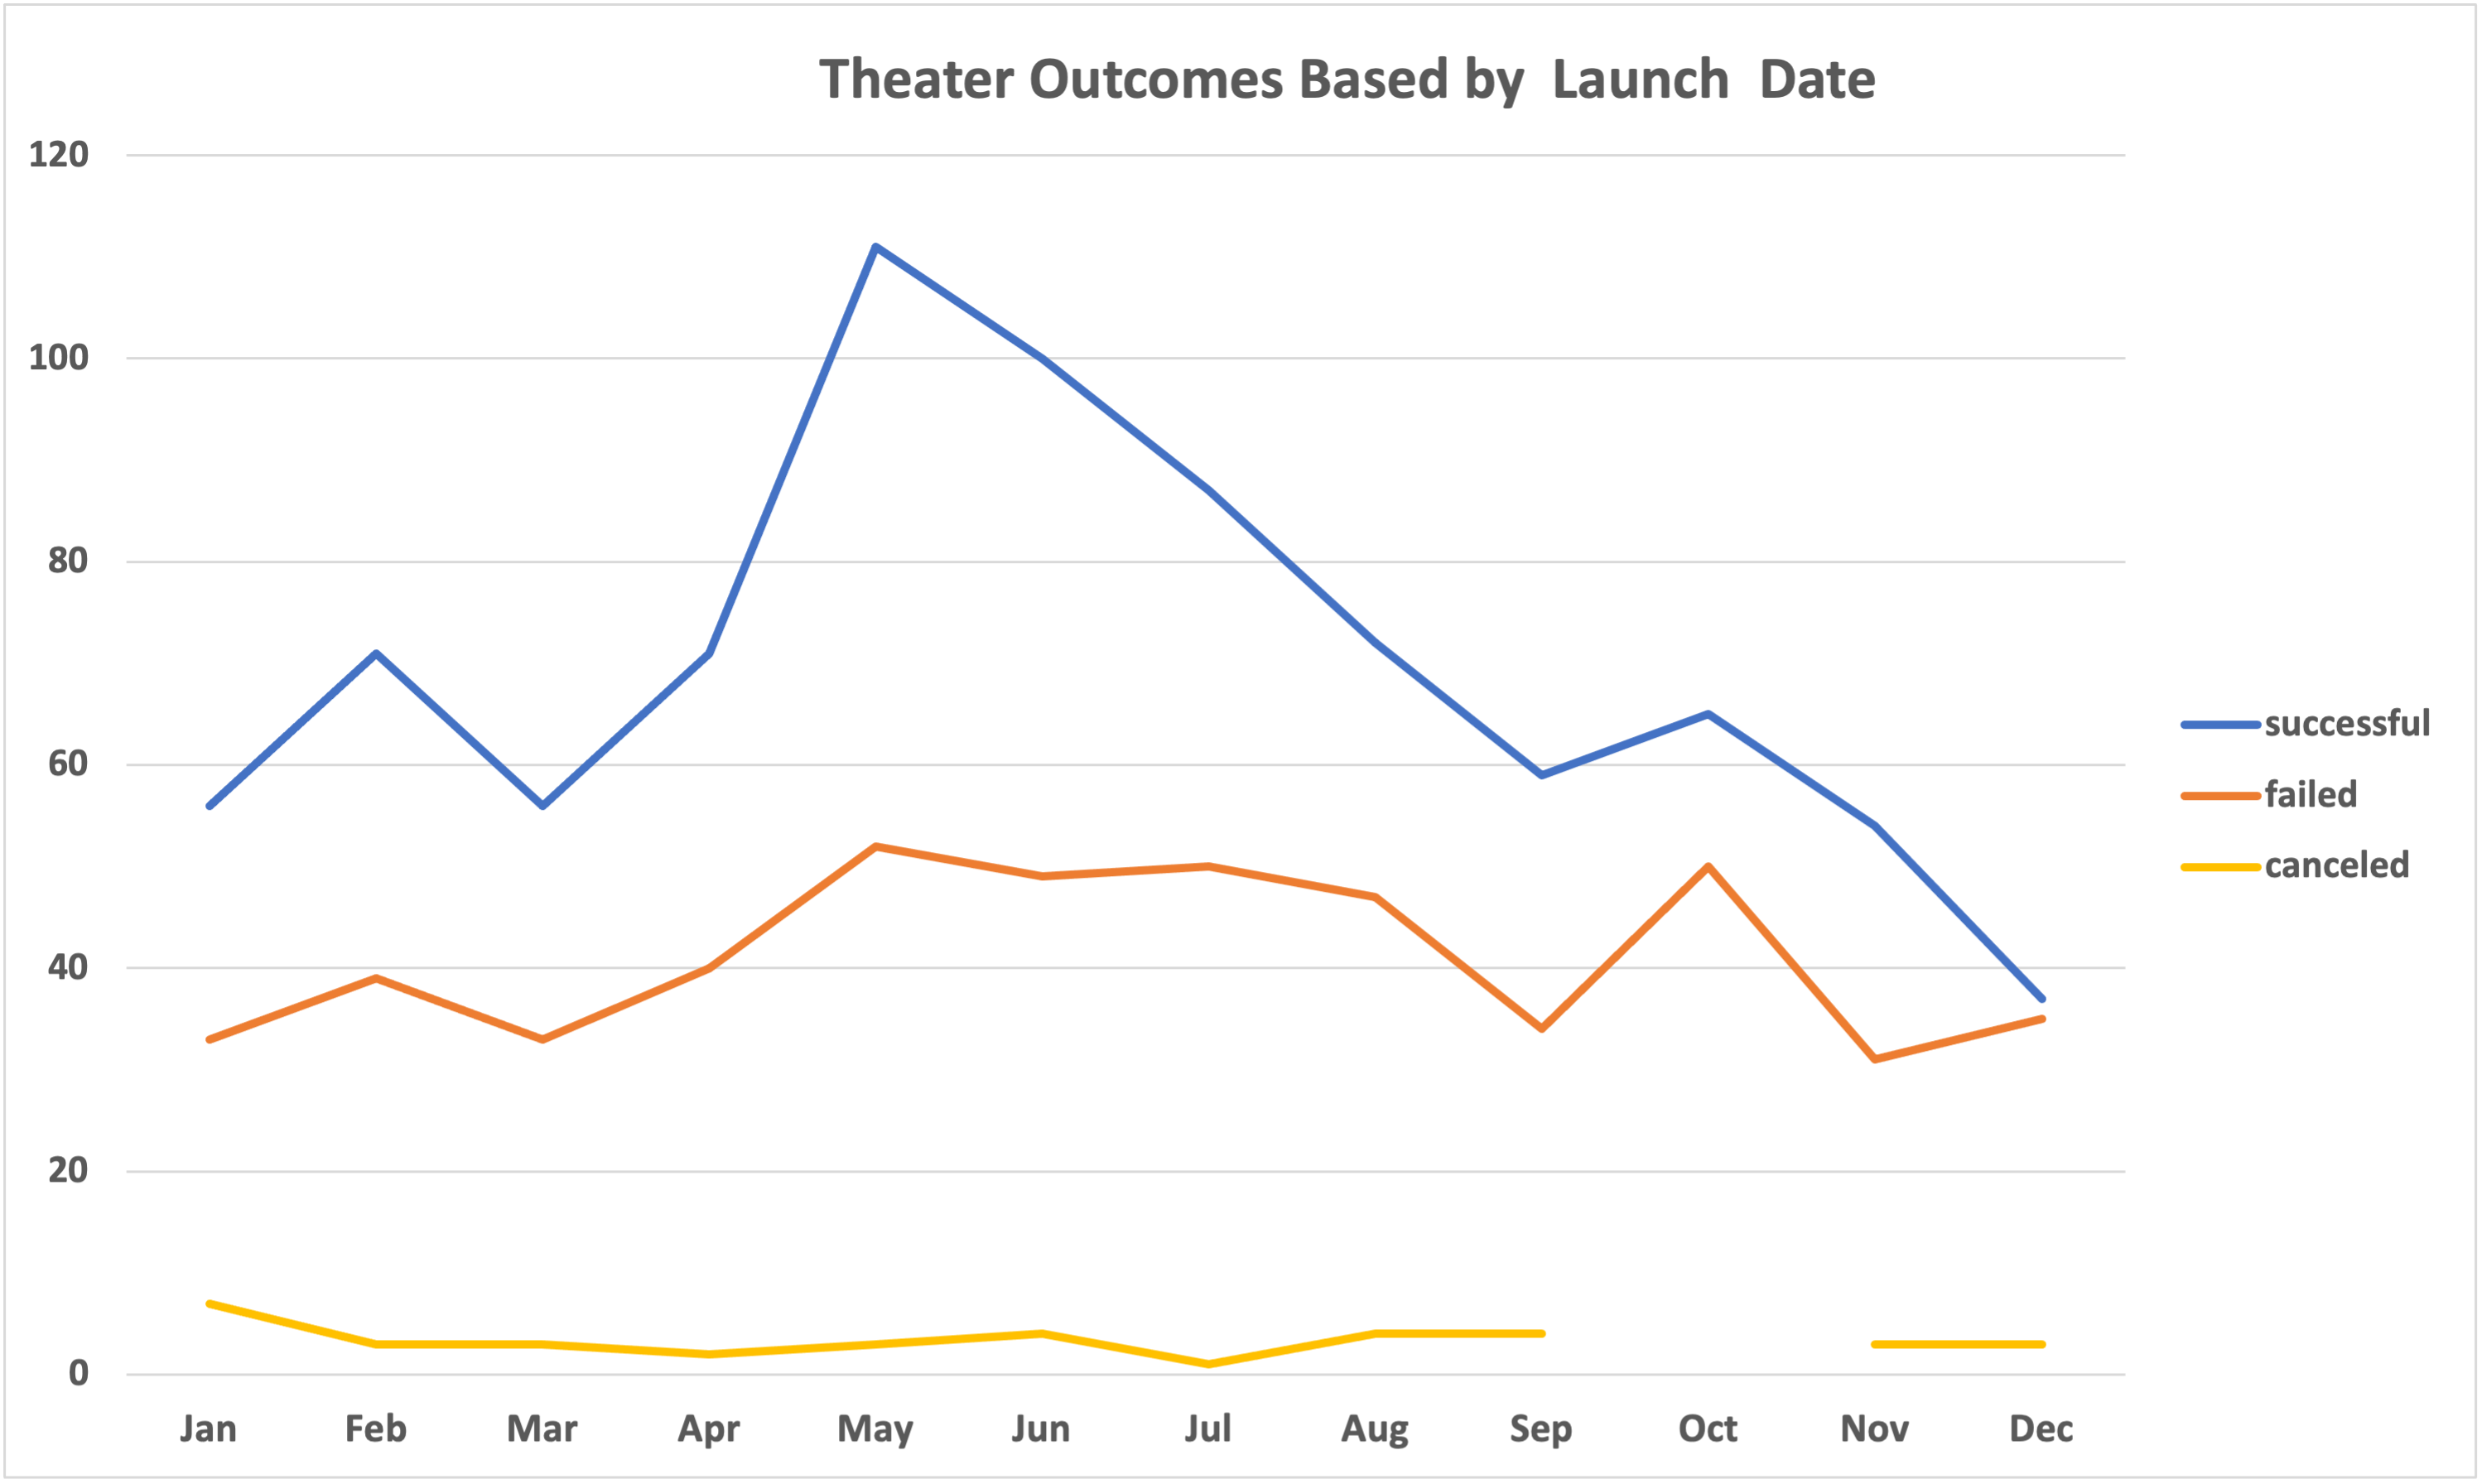 Theater Outcomes Based by Launch Date
120
100
80
60
40
20
0
Jan Feb Mar Apr May Jun Jul Aug Sep Oct Nov Dec
successful
failed
canceled